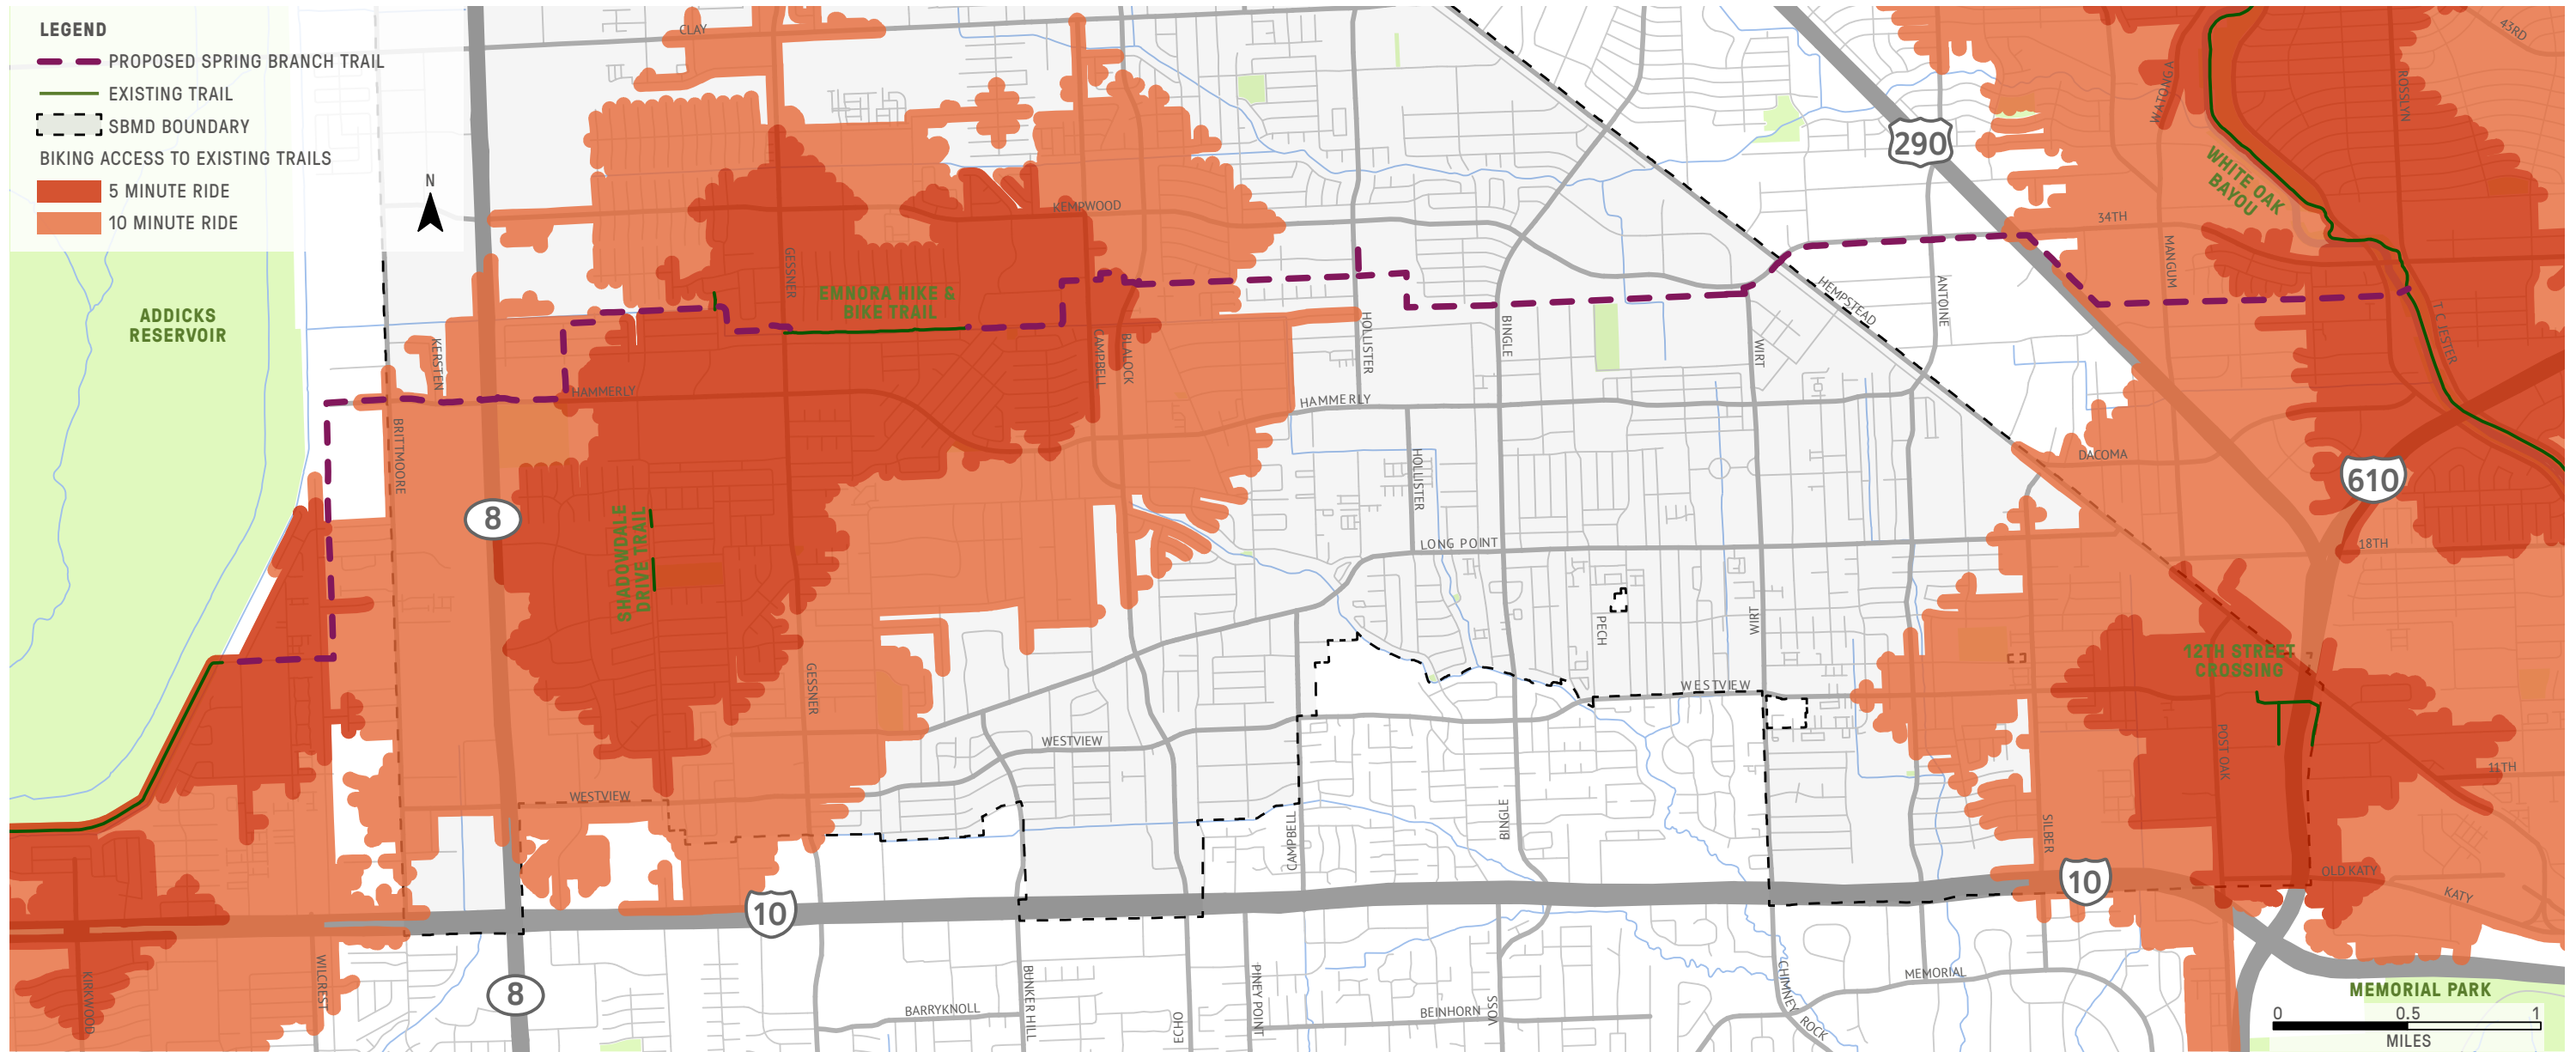 LEGEND
PROPOSED SPRING BRANCH TRAIL
EXISTING TRAIL
SBMD BOUNDARY
BIKING ACCESS TO EXISTING TRAILS
5 MINUTE RIDE
10 MINUTE RIDE
N
CLAY
43RD
WATONGA
ROSSLYN
290
WHITE OAK
BAYOU
KEMPWOOD
34TH
GESSNER
MANGUM
ADDICKS
RESERVOIR
EMNORA HIKE &
BIKE TRAIL
HEMPSTEAD
ANTOINE
T C JESTER
KERSTEN
CAMPBELL
BLALOCK
HOLLISTER
BINGLE
WIRT
HAMMERLY
HAMMERLY
BRITTMOORE
HOLLISTER
DACOMA
610
8
SHADOWDALE
DRIVE TRAIL
LONG POINT
18TH
PECH
WIRT
12TH STREET
CROSSING
GESSNER
WESTVIEW
WESTVIEW
POST OAK
11TH
WESTVIEW
CAMPBELL
BINGLE
SILBER
OLD KATY
10
10
KATY
KIRKWOOD
WILCREST
8
BARRYKNOLL
BUNKER HILL
ECHO
PINEY POINT
BEINHORN
VOSS
CHIMNEY ROCK
MEMORIAL
MEMORIAL PARK
0 0.5 1
MILES